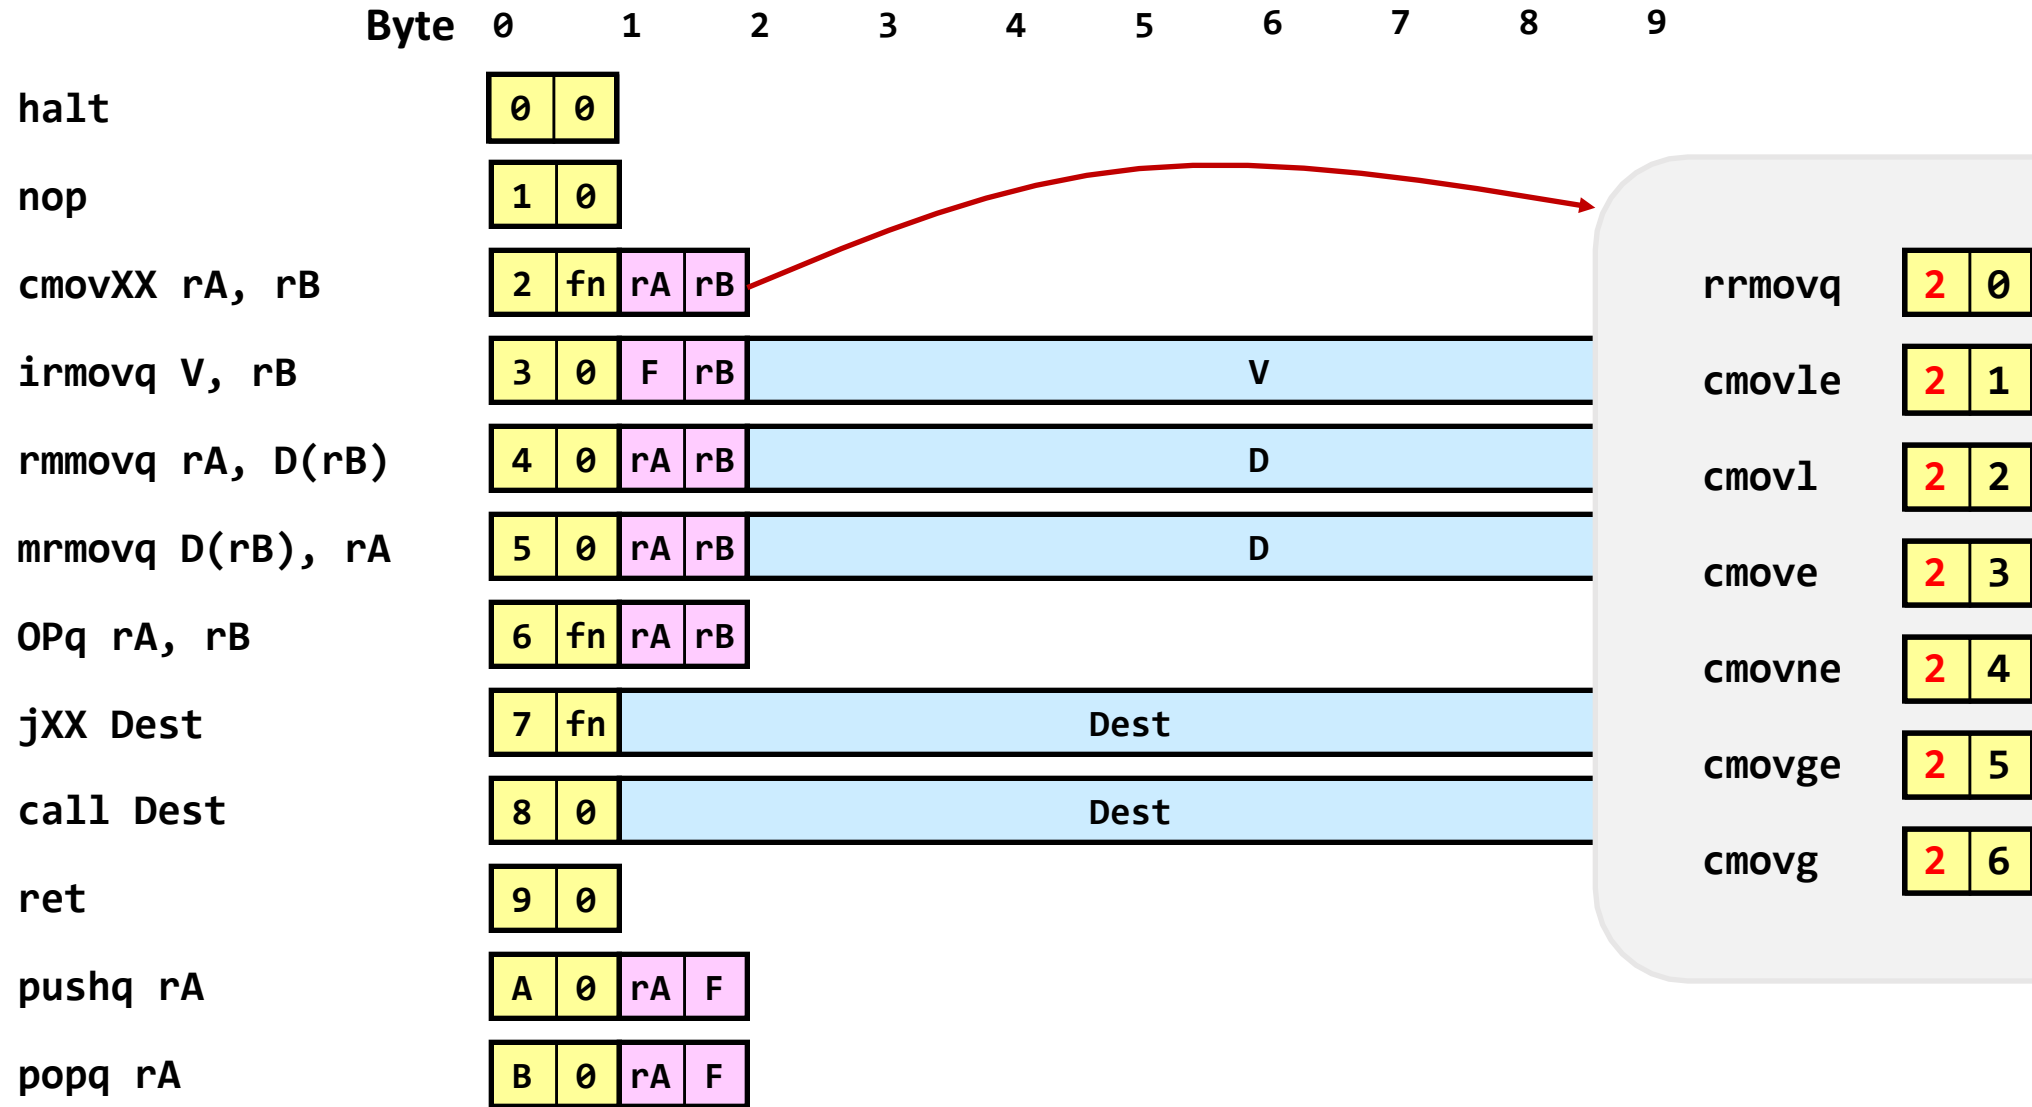 Byte 0 1 2 3 4 5 6 7 8 9
halt 0 0
nop 1 0
cmovXX rA, rB 2 fn rA rB
rrmovq 2 0
irmovq V, rB 3 0 F rB V
cmovle 2 1
rmmovq rA, D(rB) 4 0 rA rB D
cmovl 2 2
mrmovq D(rB), rA 5 0 rA rB D
cmove 2 3
OPq rA, rB 6 fn rA rB
cmovne 2 4
jXX Dest 7 fn Dest
cmovge 2 5
call Dest 8 0 Dest
cmovg 2 6
ret 9 0
pushq rA A 0 rA F
popq rA B 0 rA F